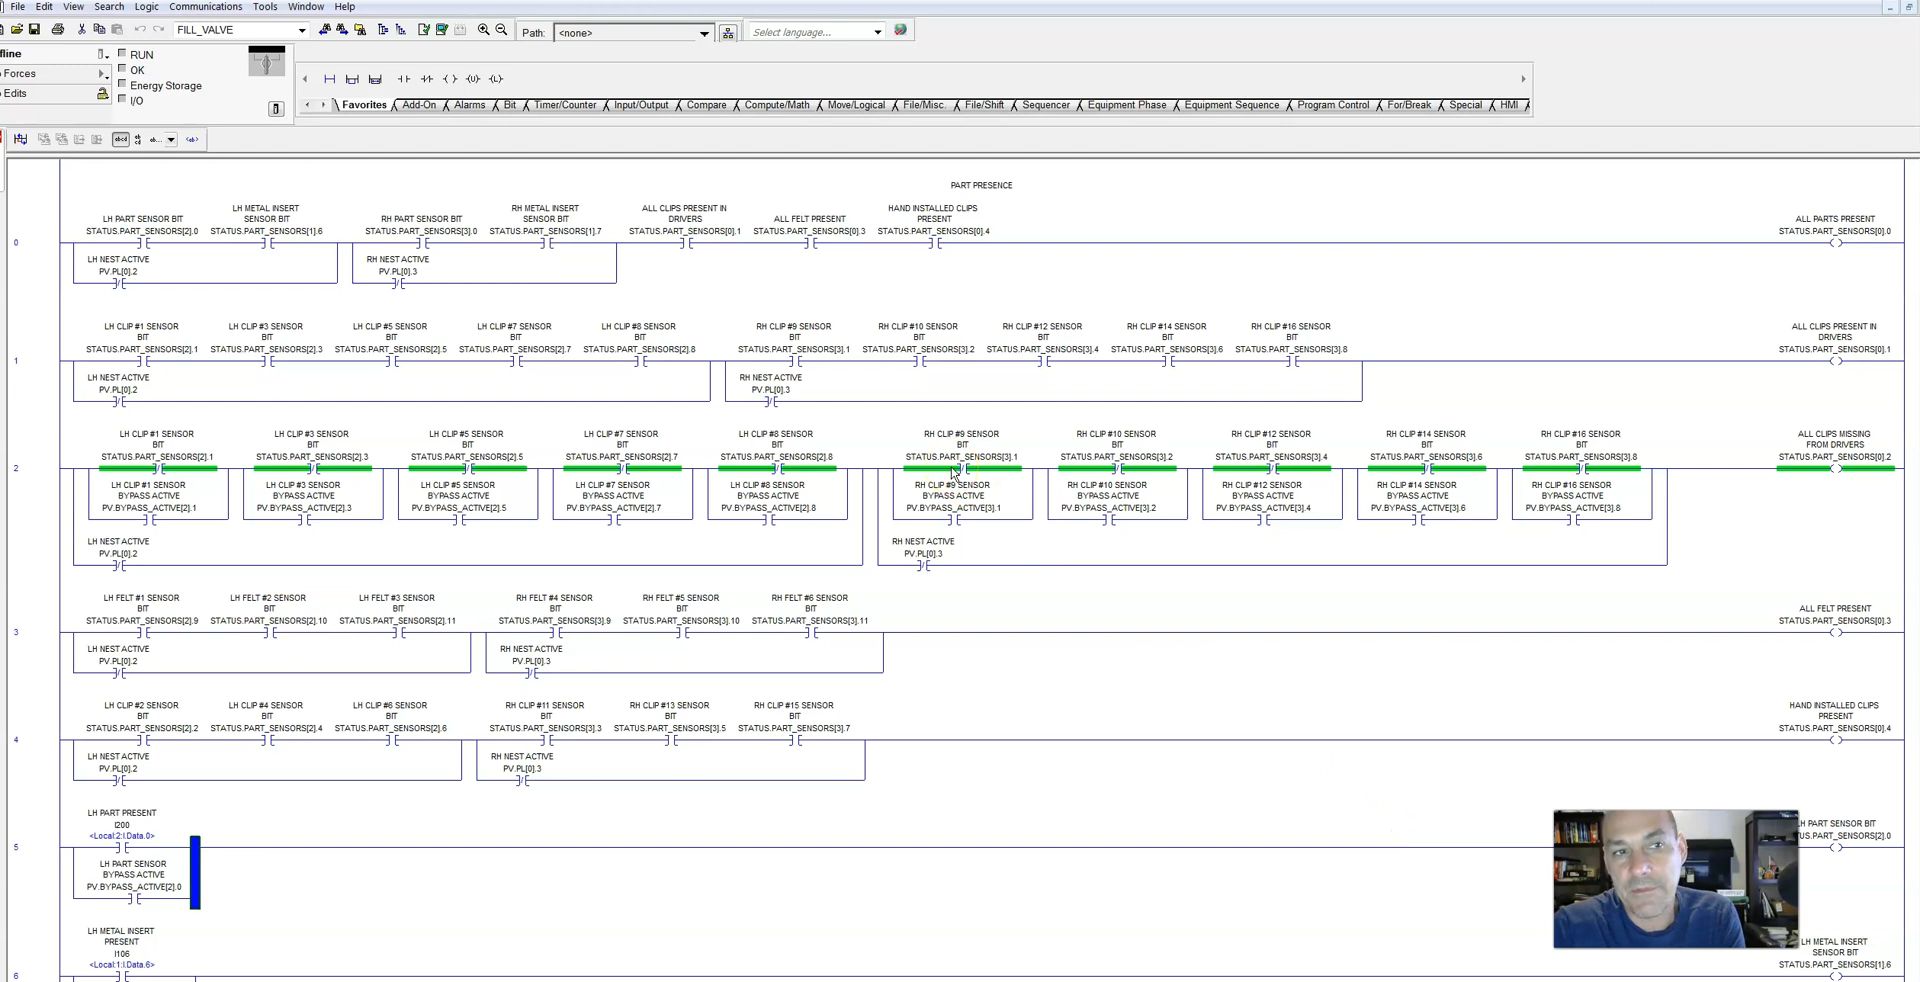 File Edit View Search Logic Communications Tools Window Help
FILL_VALVE Path: <none> Select language...
ffline RUN
Forces OK
Edits Energy Storage
I/O
Favorites Add-On Alarms Bit Timer/Counter Input/Output Compare Compute/Math Move/Logical File/Misc. File/Shift Sequencer Equipment Phase Equipment Sequence Program Control For/Break Special HMI
PART PRESENCE
LH METAL INSERT RH METAL INSERT ALL CLIPS PRESENT IN HAND INSTALLED CLIPS
LH PART SENSOR BIT SENSOR BIT RH PART SENSOR BIT SENSOR BIT DRIVERS ALL FELT PRESENT PRESENT ALL PARTS PRESENT
STATUS.PART_SENSORS[2].0 STATUS.PART_SENSORS[1].6 STATUS.PART_SENSORS[3].0 STATUS.PART_SENSORS[1].7 STATUS.PART_SENSORS[0].1 STATUS.PART_SENSORS[0].3 STATUS.PART_SENSORS[0].4 STATUS.PART_SENSORS[0].0
0
LH NEST ACTIVE RH NEST ACTIVE
PV.PL[0].2 PV.PL[0].3
LH CLIP #1 SENSOR LH CLIP #3 SENSOR LH CLIP #5 SENSOR LH CLIP #7 SENSOR LH CLIP #8 SENSOR RH CLIP #9 SENSOR RH CLIP #10 SENSOR RH CLIP #12 SENSOR RH CLIP #14 SENSOR RH CLIP #16 SENSOR ALL CLIPS PRESENT IN
BIT BIT BIT BIT BIT BIT BIT BIT BIT BIT DRIVERS
STATUS.PART_SENSORS[2].1 STATUS.PART_SENSORS[2].3 STATUS.PART_SENSORS[2].5 STATUS.PART_SENSORS[2].7 STATUS.PART_SENSORS[2].8 STATUS.PART_SENSORS[3].1 STATUS.PART_SENSORS[3].2 STATUS.PART_SENSORS[3].4 STATUS.PART_SENSORS[3].6 STATUS.PART_SENSORS[3].8 STATUS.PART_SENSORS[0].1
1
LH NEST ACTIVE RH NEST ACTIVE
PV.PL[0].2 PV.PL[0].3
LH CLIP #1 SENSOR LH CLIP #3 SENSOR LH CLIP #5 SENSOR LH CLIP #7 SENSOR LH CLIP #8 SENSOR RH CLIP #9 SENSOR RH CLIP #10 SENSOR RH CLIP #12 SENSOR RH CLIP #14 SENSOR RH CLIP #16 SENSOR ALL CLIPS MISSING
BIT BIT BIT BIT BIT BIT BIT BIT BIT BIT FROM DRIVERS
STATUS.PART_SENSORS[2].1 STATUS.PART_SENSORS[2].3 STATUS.PART_SENSORS[2].5 STATUS.PART_SENSORS[2].7 STATUS.PART_SENSORS[2].8 STATUS.PART_SENSORS[3].1 STATUS.PART_SENSORS[3].2 STATUS.PART_SENSORS[3].4 STATUS.PART_SENSORS[3].6 STATUS.PART_SENSORS[3].8 STATUS.PART_SENSORS[0].2
2
LH CLIP #1 SENSOR LH CLIP #3 SENSOR LH CLIP #5 SENSOR LH CLIP #7 SENSOR LH CLIP #8 SENSOR RH CLIP #9 SENSOR RH CLIP #10 SENSOR RH CLIP #12 SENSOR RH CLIP #14 SENSOR RH CLIP #16 SENSOR
BYPASS ACTIVE BYPASS ACTIVE BYPASS ACTIVE BYPASS ACTIVE BYPASS ACTIVE BYPASS ACTIVE BYPASS ACTIVE BYPASS ACTIVE BYPASS ACTIVE BYPASS ACTIVE
PV.BYPASS_ACTIVE[2].1 PV.BYPASS_ACTIVE[2].3 PV.BYPASS_ACTIVE[2].5 PV.BYPASS_ACTIVE[2].7 PV.BYPASS_ACTIVE[2].8 PV.BYPASS_ACTIVE[3].1 PV.BYPASS_ACTIVE[3].2 PV.BYPASS_ACTIVE[3].4 PV.BYPASS_ACTIVE[3].6 PV.BYPASS_ACTIVE[3].8
LH NEST ACTIVE RH NEST ACTIVE
PV.PL[0].2 PV.PL[0].3
LH FELT #1 SENSOR LH FELT #2 SENSOR LH FELT #3 SENSOR RH FELT #4 SENSOR RH FELT #5 SENSOR RH FELT #6 SENSOR
BIT BIT BIT BIT BIT BIT ALL FELT PRESENT
STATUS.PART_SENSORS[2].9 STATUS.PART_SENSORS[2].10 STATUS.PART_SENSORS[2].11 STATUS.PART_SENSORS[3].9 STATUS.PART_SENSORS[3].10 STATUS.PART_SENSORS[3].11 STATUS.PART_SENSORS[0].3
3
LH NEST ACTIVE RH NEST ACTIVE
PV.PL[0].2 PV.PL[0].3
LH CLIP #2 SENSOR LH CLIP #4 SENSOR LH CLIP #6 SENSOR RH CLIP #11 SENSOR RH CLIP #13 SENSOR RH CLIP #15 SENSOR HAND INSTALLED CLIPS
BIT BIT BIT BIT BIT BIT PRESENT
STATUS.PART_SENSORS[2].2 STATUS.PART_SENSORS[2].4 STATUS.PART_SENSORS[2].6 STATUS.PART_SENSORS[3].3 STATUS.PART_SENSORS[3].5 STATUS.PART_SENSORS[3].7 STATUS.PART_SENSORS[0].4
4
LH NEST ACTIVE RH NEST ACTIVE
PV.PL[0].2 PV.PL[0].3
LH PART PRESENT
I200 LH PART SENSOR BIT
<Local:2:I.Data.0> US.PART_SENSORS[2].0
5
LH PART SENSOR
BYPASS ACTIVE
PV.BYPASS_ACTIVE[2].0
LH METAL INSERT
PRESENT LH METAL INSERT
I106 SENSOR BIT
<Local:1:I.Data.6> STATUS.PART_SENSORS[1].6
6